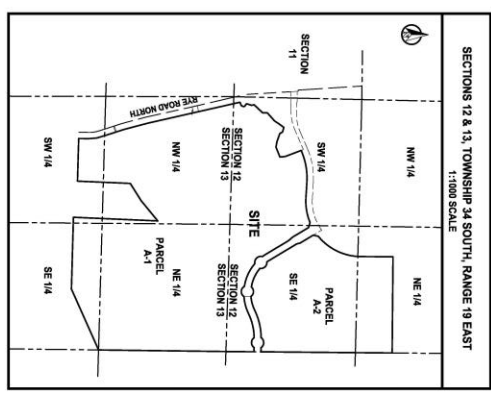 SECTIONS 12 & 13, TOWNSHIP 34 SOUTH, RANGE 19 EAST
1:1000 SCALE
NW 1/4
NE 1/4
SECTION
11
SW 1/4
PARCEL
A-2
SE 1/4
SITE
SECTION 12
SECTION 13
SECTION 12
SECTION 13
RYE ROAD NORTH
NW 1/4
NE 1/4
PARCEL
A-1
SW 1/4
SE 1/4